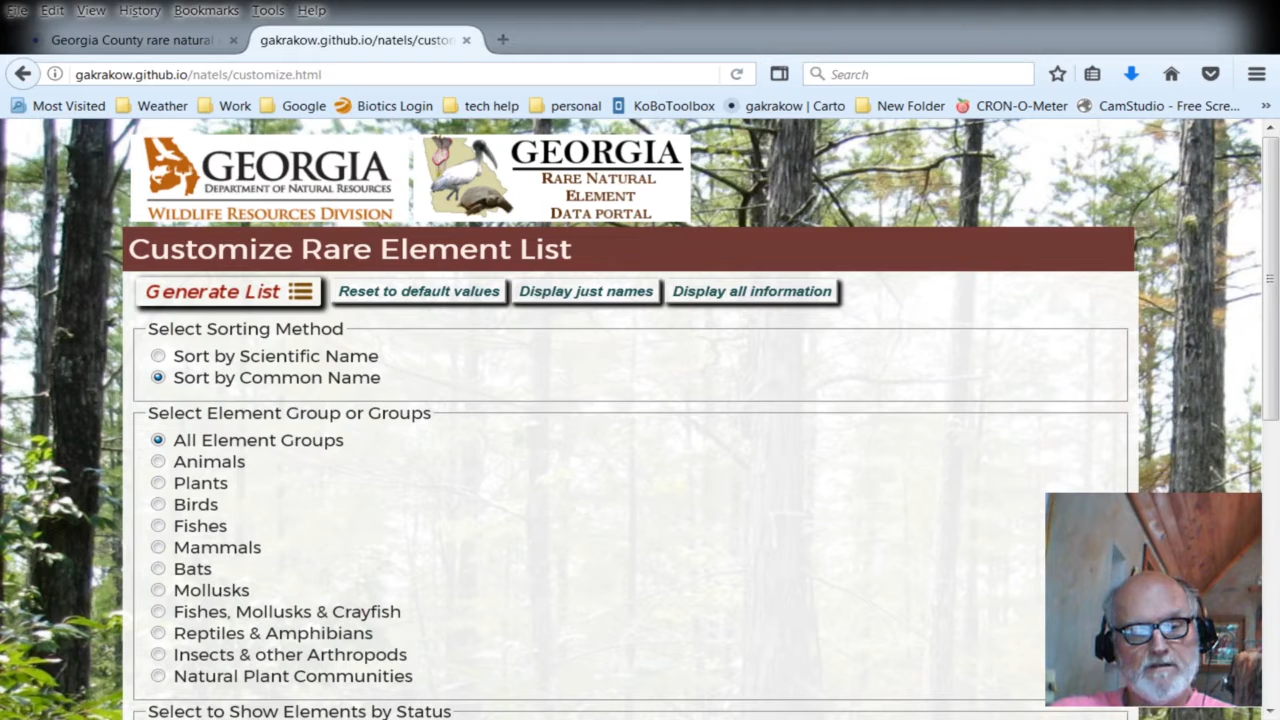 File Edit View History Bookmarks Tools Help
Georgia County rare natural
gakrakow.github.io/natels/custor
gakrakow.github.io/natels/customize.html
Search
Most Visited Weather Work Google Biotics Login tech help personal KoBoToolbox gakrakow | Carto New Folder CRON-O-Meter CamStudio - Free Scre...
GEORGIA
DEPARTMENT OF NATURAL RESOURCES
WILDLIFE RESOURCES DIVISION
GEORGIA
RARE NATURAL
ELEMENT
DATA PORTAL
Customize Rare Element List
Generate List Reset to default values Display just names Display all information
Select Sorting Method
Sort by Scientific Name
Sort by Common Name
Select Element Group or Groups
All Element Groups
Animals
Plants
Birds
Fishes
Mammals
Bats
Mollusks
Fishes, Mollusks & Crayfish
Reptiles & Amphibians
Insects & other Arthropods
Natural Plant Communities
Select to Show Elements by Status